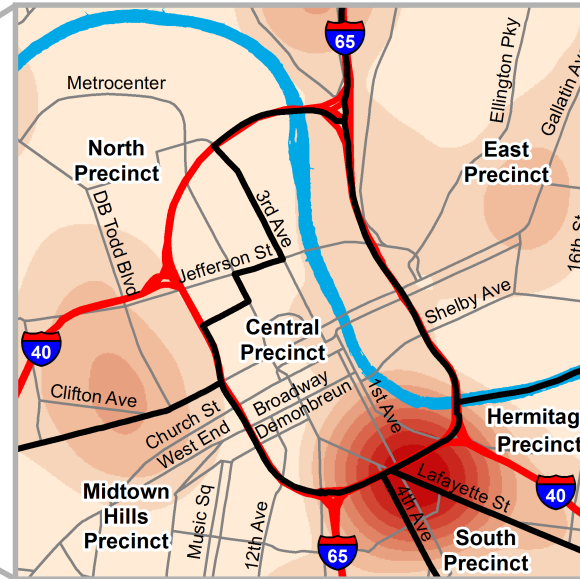 65
Ellington Pky
Gallatin Av
Metrocenter
North
Precinct
East
Precinct
DB Todd Blvd
3rd Ave
16th St
Jefferson St
Shelby Ave
Central
Precinct
40
Clifton Ave
Broadway
Demonbreun
1st Ave
Church St
West End
Hermitag
Precinct
Lafayette St
40
4th Ave
Midtown
Hills
Precinct
Music Sq
12th Ave
65
South
Precinct